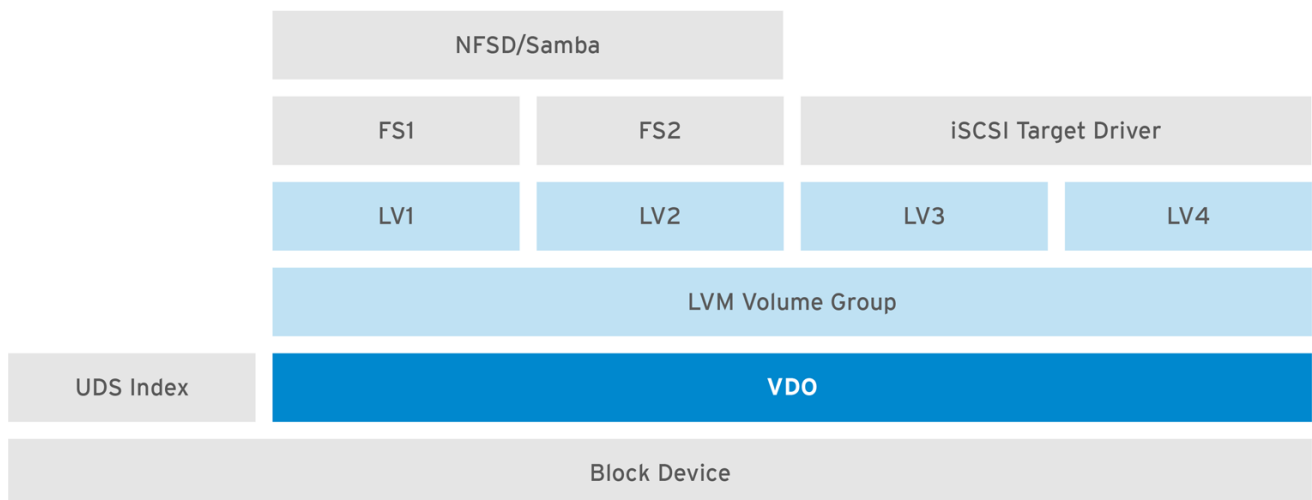 NFSD/Samba
FS1
FS2
iSCSI Target Driver
LV1
LV2
LV3
LV4
LVM Volume Group
UDS Index
VDO
Block Device